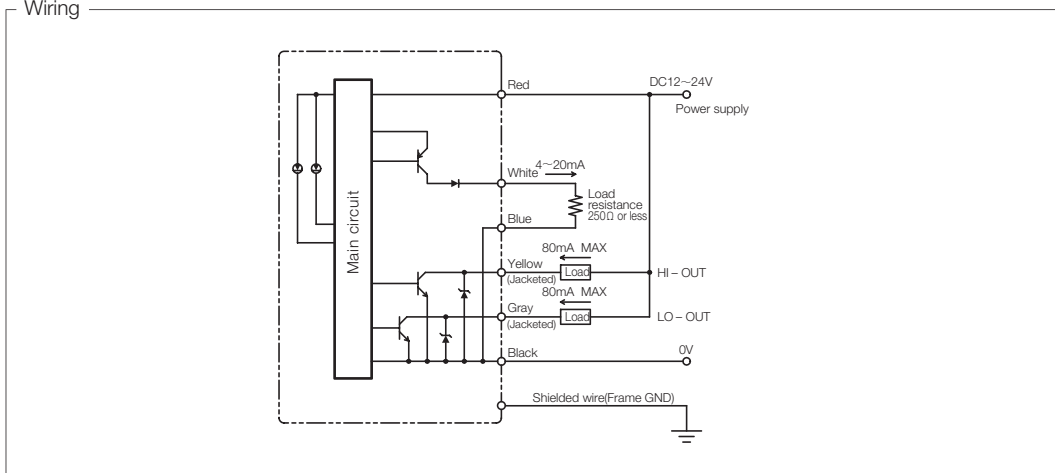 Wiring
Red
DC12～24V
Power supply
White
4～20mA
Load
resistance
250Ω or less
Blue
Main circuit
80mA MAX
Yellow
(Jacketed)
Load
HI – OUT
80mA MAX
Gray
(Jacketed)
Load
LO – OUT
Black
0V
Shielded wire(Frame GND)